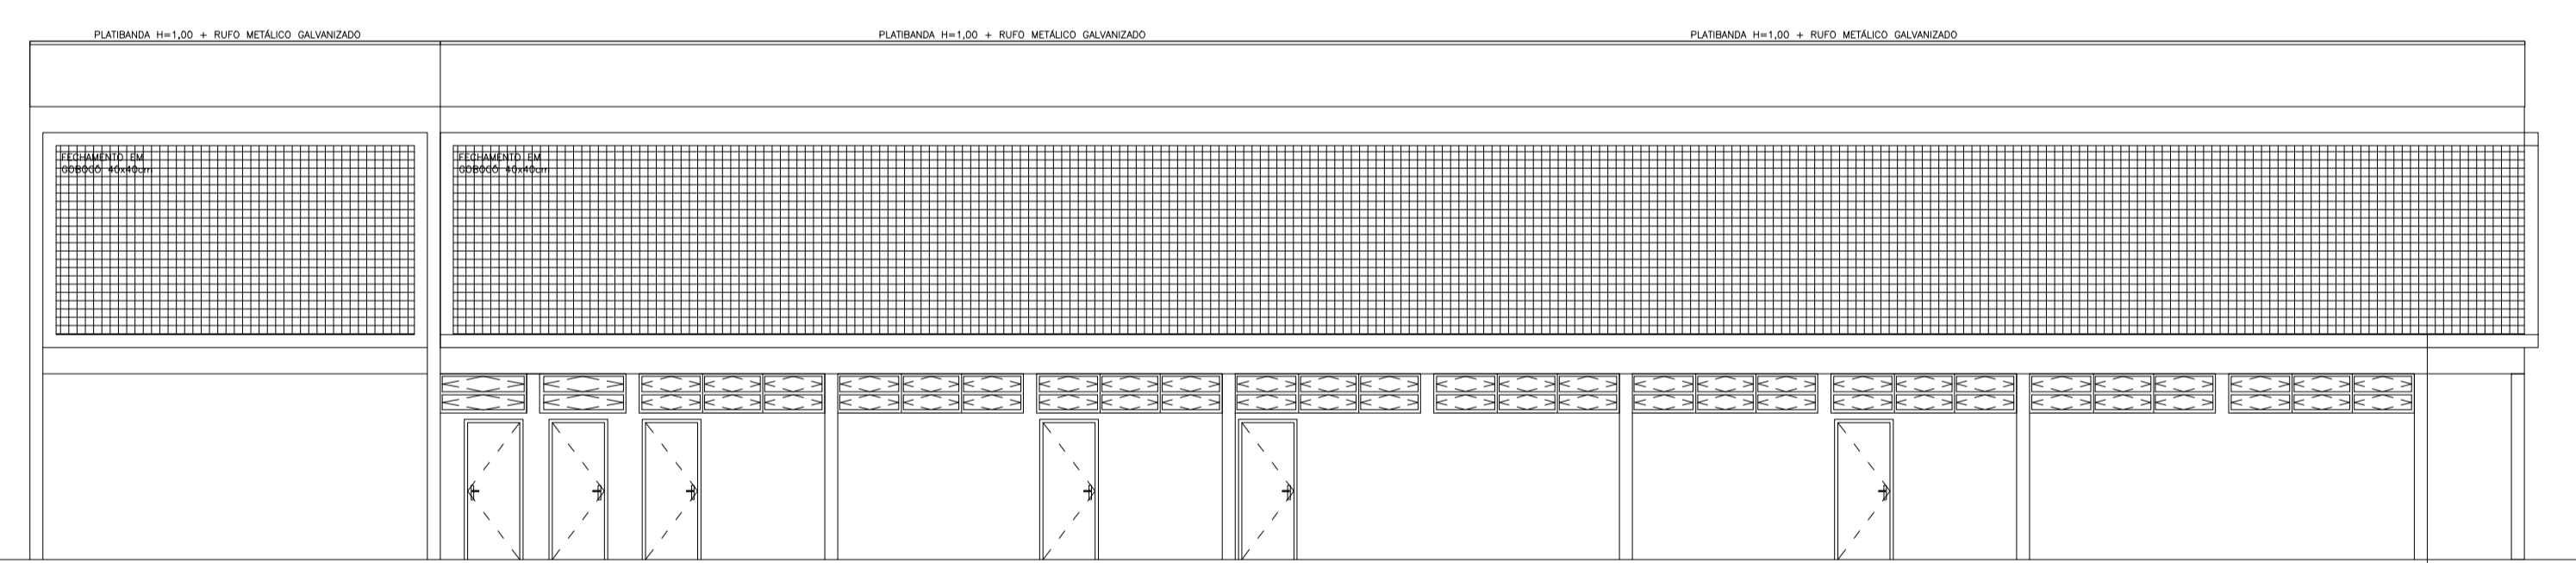 PLATIBANDA H=1,00 + RUFO METÁLICO GALVANIZADO
PLATIBANDA H=1,00 + RUFO METÁLICO GALVANIZADO
PLATIBANDA H=1,00 + RUFO METÁLICO GALVANIZADO
FECHAMENTO EM
COBOGÓ 40x40cm
FECHAMENTO EM
COBOGÓ 40x40cm